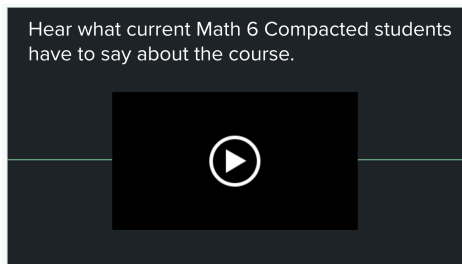 Hear what current Math 6 Compacted students
have to say about the course.